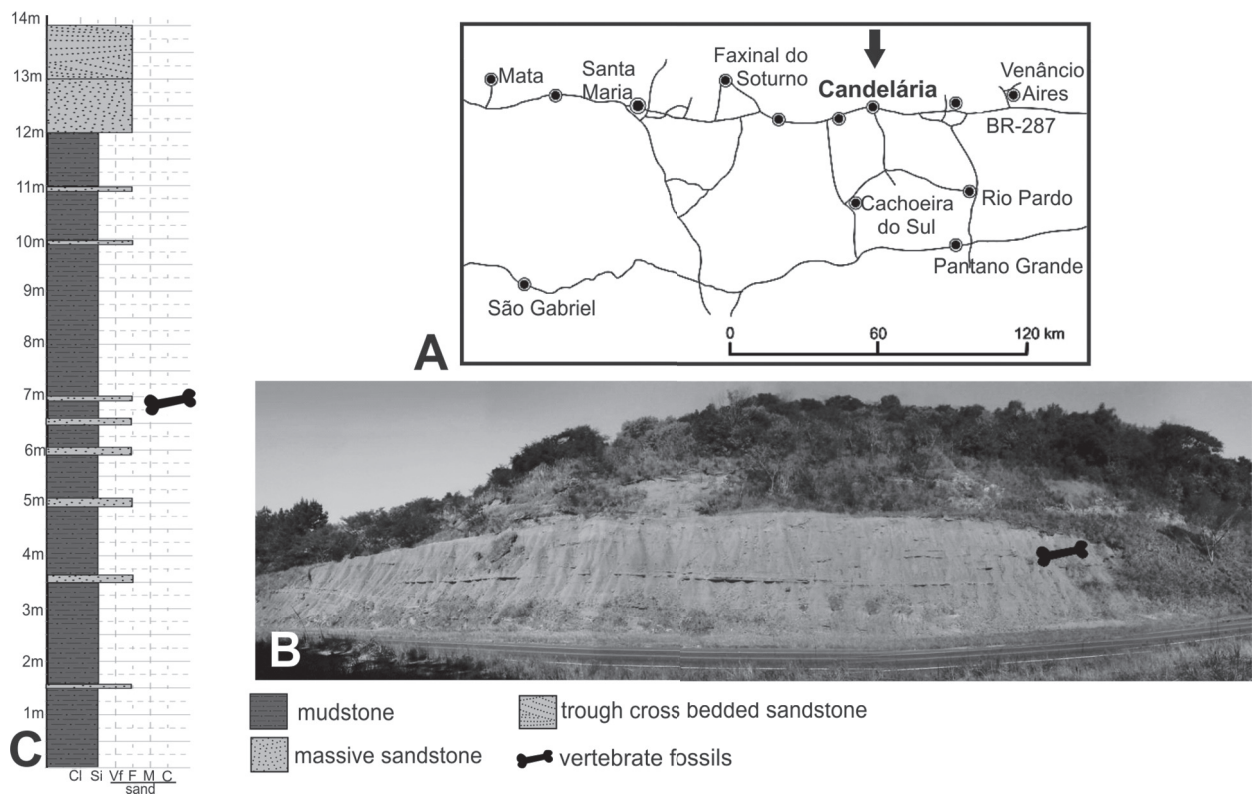 14m
13m
12m
11m
10m
9m
8m
7m
6m
5m
4m
3m
2m
1m
C
Cl Si Vf F M C
sand
Mata
Santa
Maria
Faxinal do
Soturno
Candelária
Venâncio
Aires
BR-287
Cachoeira
do Sul
Rio Pardo
Pantano Grande
São Gabriel
0 60 120 km
A
B
mudstone
trough cross bedded sandstone
massive sandstone
vertebrate fossils